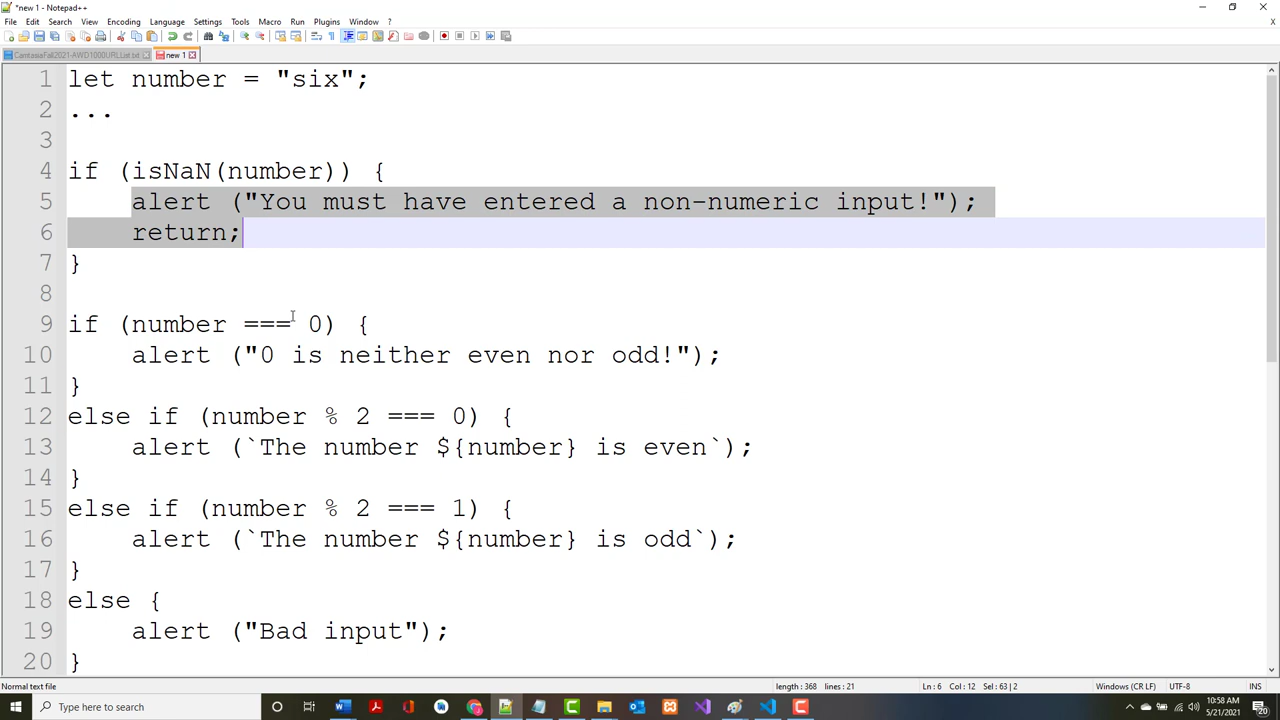 *new 1 - Notepad++
File Edit Search View Encoding Language Settings Tools Macro Run Plugins Window ?
CamtasiaFall2021-AWD1000URLList.txt new 1
1 let number = "six";
2 ...
3
4 if (isNaN(number)) {
5 alert ("You must have entered a non-numeric input!");
6 return;
7 }
8
9 if (number === 0) {
10 alert ("0 is neither even nor odd!");
11 }
12 else if (number % 2 === 0) {
13 alert (`The number ${number} is even`);
14 }
15 else if (number % 2 === 1) {
16 alert (`The number ${number} is odd`);
17 }
18 else {
19 alert ("Bad input");
20 }
Normal text file length : 368 lines : 21 Ln : 6 Col : 12 Sel : 63 | 2 Windows (CR LF) UTF-8 INS
Type here to search
10:58 AM
5/21/2021
20